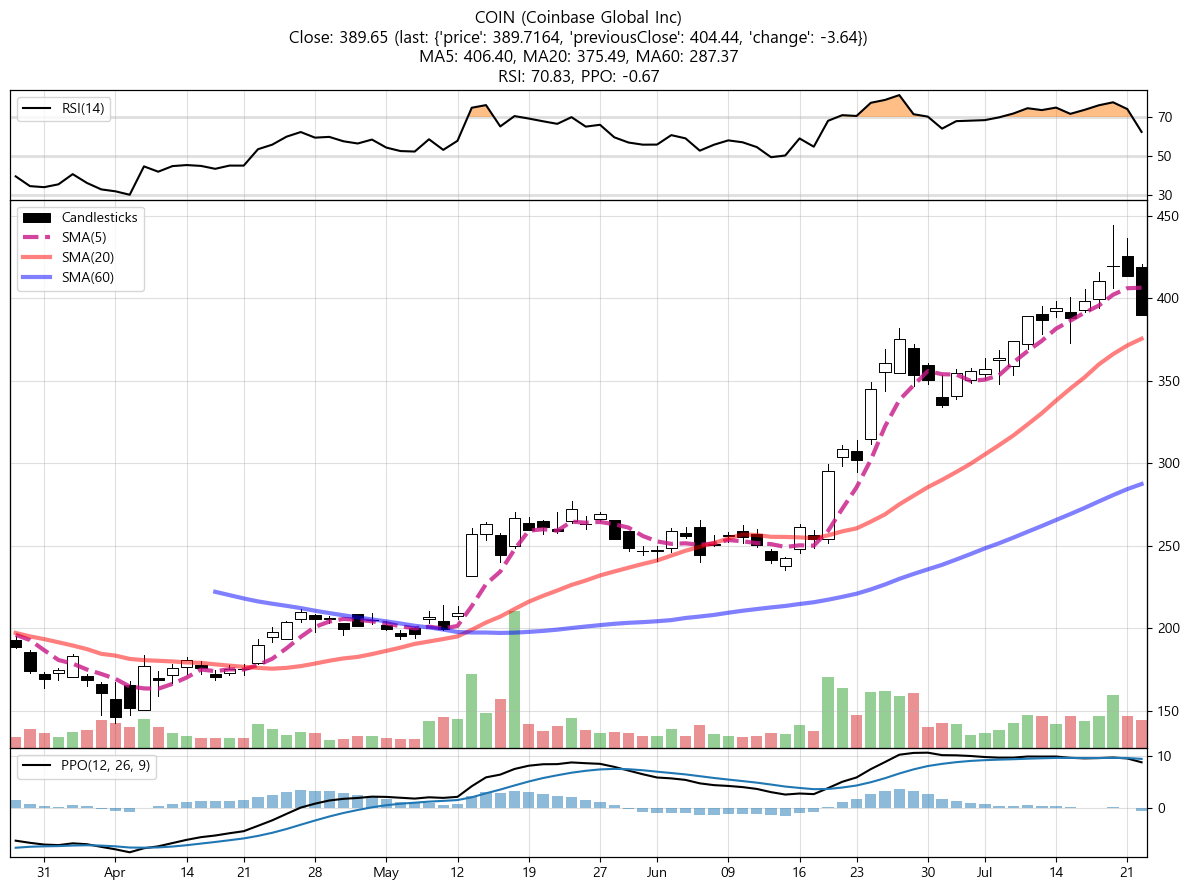 COIN (Coinbase Global Inc)
Close: 389.65 (last: {'price': 389.7164, 'previousClose': 404.44, 'change': -3.64})
MA5: 406.40, MA20: 375.49, MA60: 287.37
RSI: 70.83, PPO: -0.67
RSI(14)
70
50
30
Candlesticks
SMA(5)
SMA(20)
SMA(60)
450
400
350
300
250
200
150
PPO(12, 26, 9)
10
0
31 Apr 14 21 28 May 12 19 27 Jun 09 16 23 30 Jul 14 21